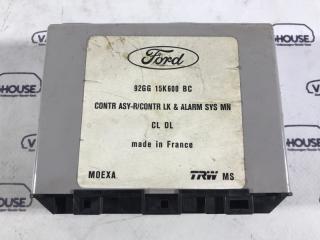 Ford
92GG 15K600 BC
CONTR ASY-R/CONTR LK & ALARM SYS MN
CL DL
made in France
MOEXA
TRW MS